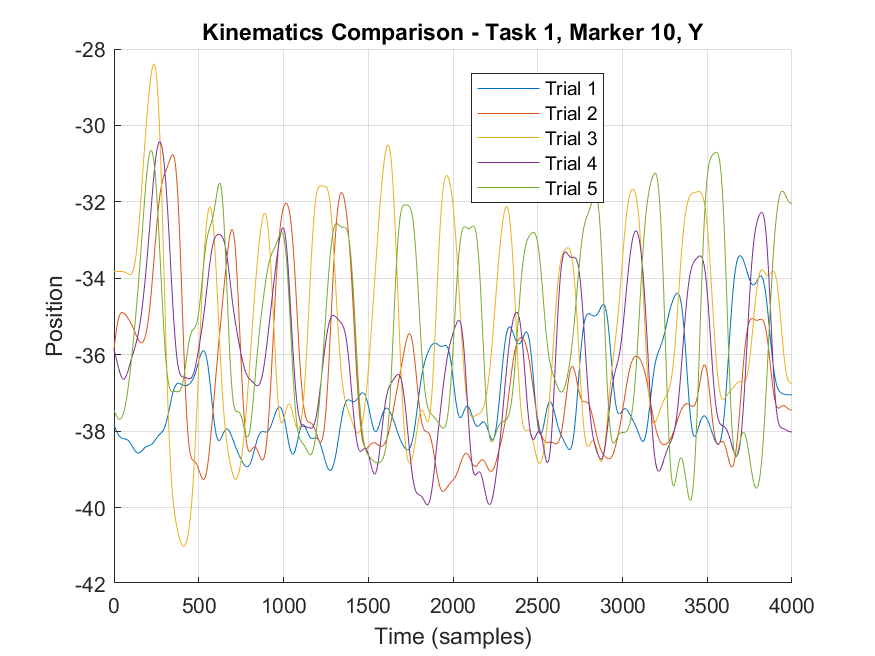 Kinematics Comparison - Task 1, Marker 10, Y
-28
-30
-32
-34
-36
-38
-40
-42
Position
Trial 1
Trial 2
Trial 3
Trial 4
Trial 5
0 500 1000 1500 2000 2500 3000 3500 4000
Time (samples)